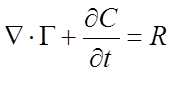 ∇ · Γ + ∂C/∂t = R